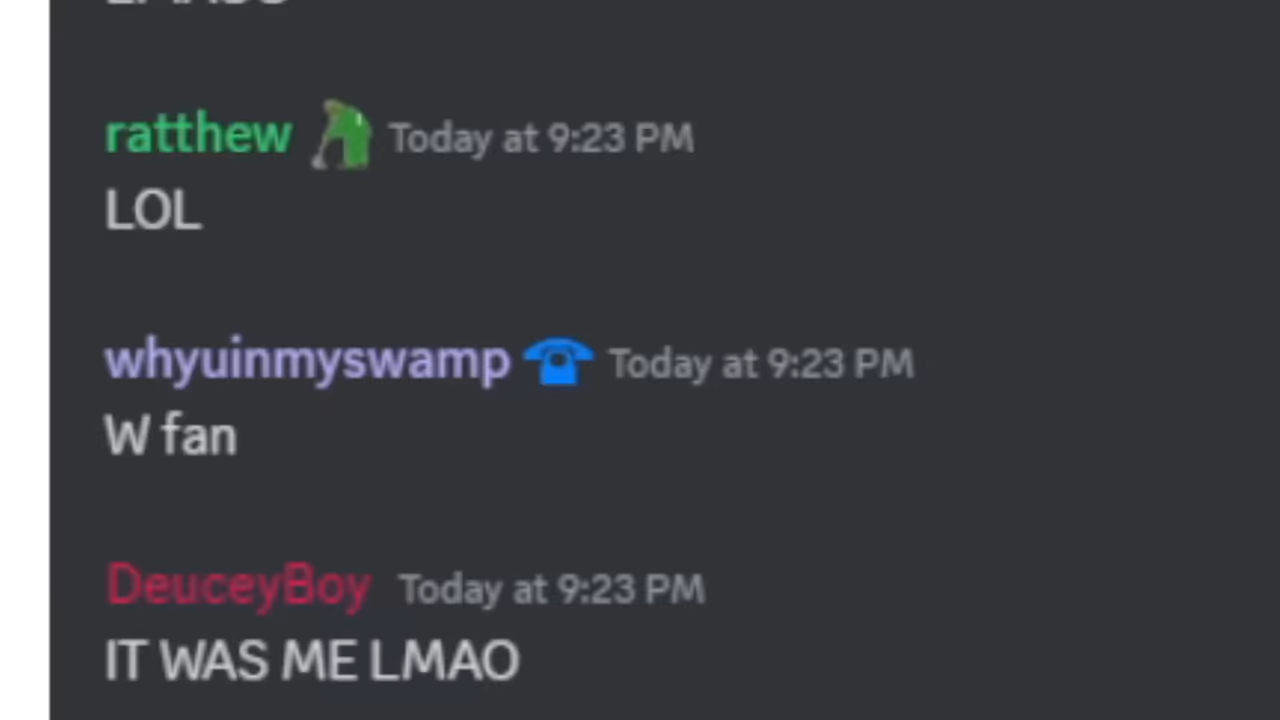 ratthew Today at 9:23 PM
LOL
whyuinmyswamp Today at 9:23 PM
W fan
DeuceyBoy Today at 9:23 PM
IT WAS ME LMAO